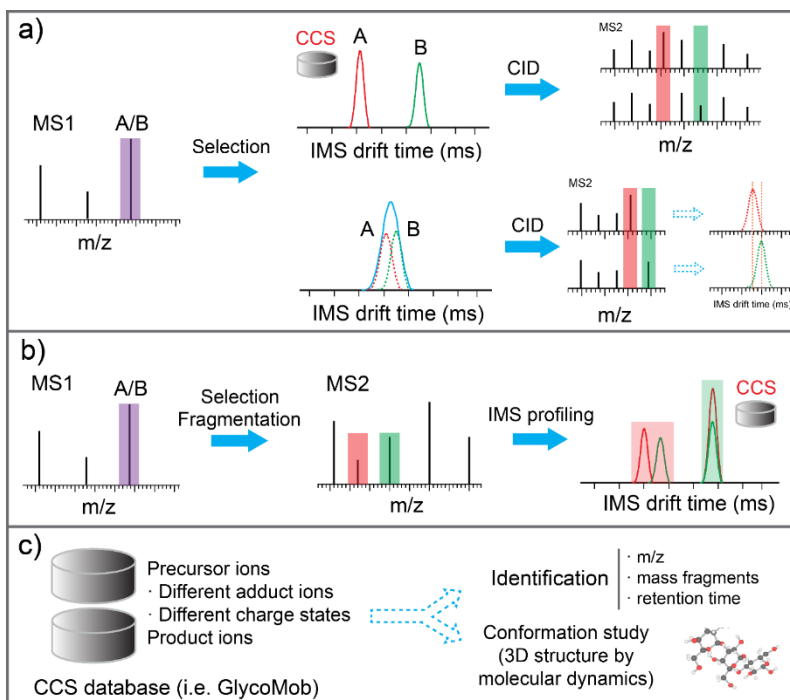 a)
MS1
A/B
m/z
Selection
CCS
A
B
IMS drift time (ms)
CID
MS2
m/z
A
B
IMS drift time (ms)
CID
MS2
m/z
IMS drift time (ms)
b)
MS1
A/B
m/z
Selection
Fragmentation
MS2
m/z
IMS profiling
CCS
IMS drift time (ms)
c)
Precursor ions
· Different adduct ions
· Different charge states
Product ions
CCS database (i.e. GlycoMob)
Identification
· m/z
· mass fragments
· retention time
Conformation study
(3D structure by
molecular dynamics)